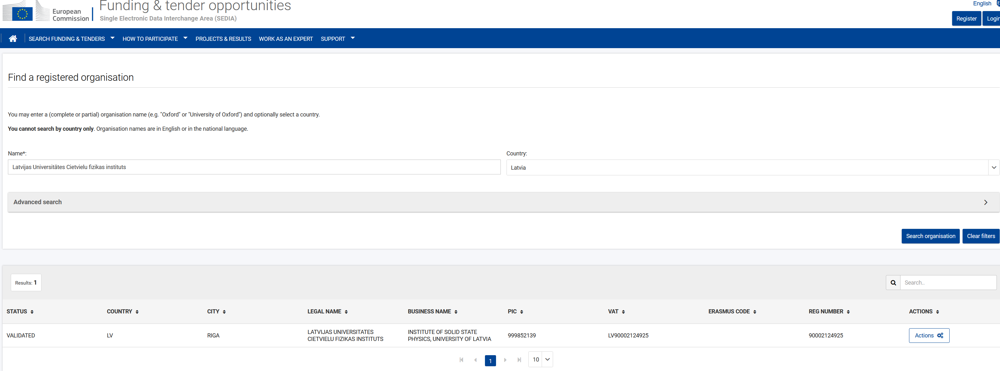 Funding & tender opportunities
English
European
Commission
Single Electronic Data Interchange Area (SEDIA)
Register
Login
SEARCH FUNDING & TENDERS HOW TO PARTICIPATE PROJECTS & RESULTS WORK AS AN EXPERT SUPPORT
Find a registered organisation
You may enter a (complete or partial) organisation name (e.g. "Oxford" or "University of Oxford") and optionally select a country.
You cannot search by country only. Organisation names are in English or in the national language.
Name*: Country:
Latvijas Universitātes Cietvielu fizikas instituts Latvia
Advanced search
Search organisation Clear filters
Results: 1 Search..
STATUS COUNTRY CITY LEGAL NAME BUSINESS NAME PIC VAT ERASMUS CODE REG NUMBER ACTIONS
VALIDATED LV RIGA LATVIJAS UNIVERSITATES CIETVIELU FIZIKAS INSTITUTS INSTITUTE OF SOLID STATE PHYSICS, UNIVERSITY OF LATVIA 999852139 LV90002124925 90002124925 Actions
1 10